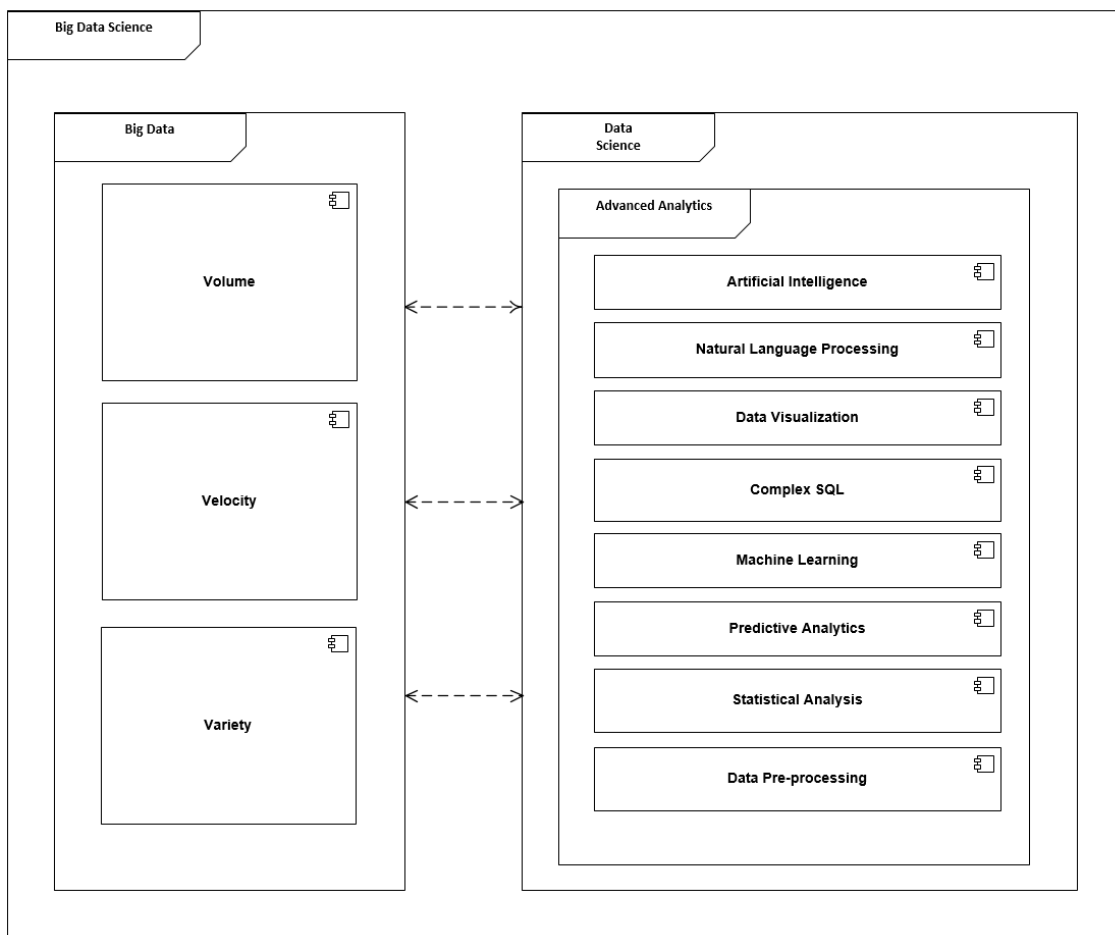 Big Data Science
Big Data
Volume
Velocity
Variety
Data
Science
Advanced Analytics
Artificial Intelligence
Natural Language Processing
Data Visualization
Complex SQL
Machine Learning
Predictive Analytics
Statistical Analysis
Data Pre-processing